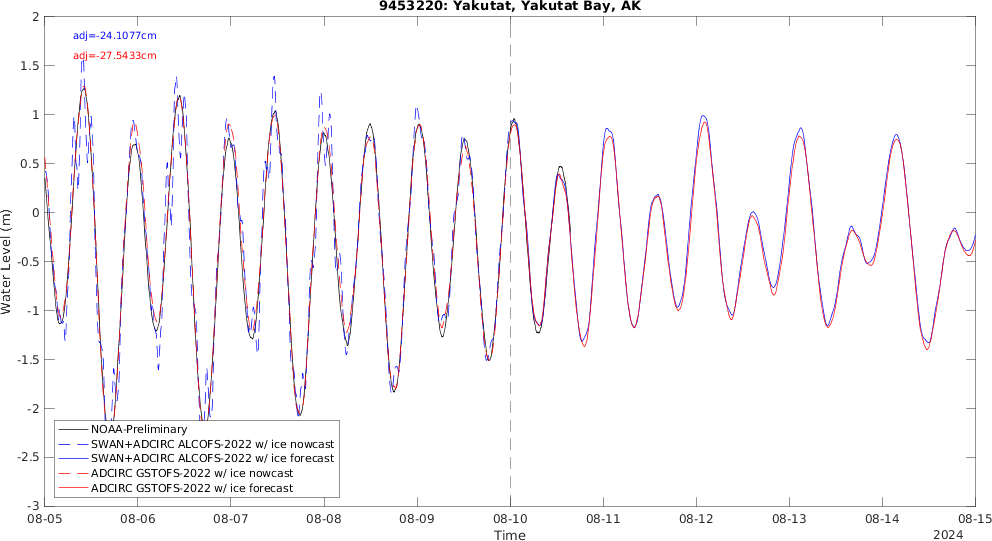 9453220: Yakutat, Yakutat Bay, AK
adj=-24.1077cm
adj=-27.5433cm
2
1.5
1
0.5
0
-0.5
-1
-1.5
-2
-2.5
-3
Water Level (m)
NOAA-Preliminary
SWAN+ADCIRC ALCOFS-2022 w/ ice nowcast
SWAN+ADCIRC ALCOFS-2022 w/ ice forecast
ADCIRC GSTOFS-2022 w/ ice nowcast
ADCIRC GSTOFS-2022 w/ ice forecast
08-05 08-06 08-07 08-08 08-09 08-10 08-11 08-12 08-13 08-14 08-15
Time
2024